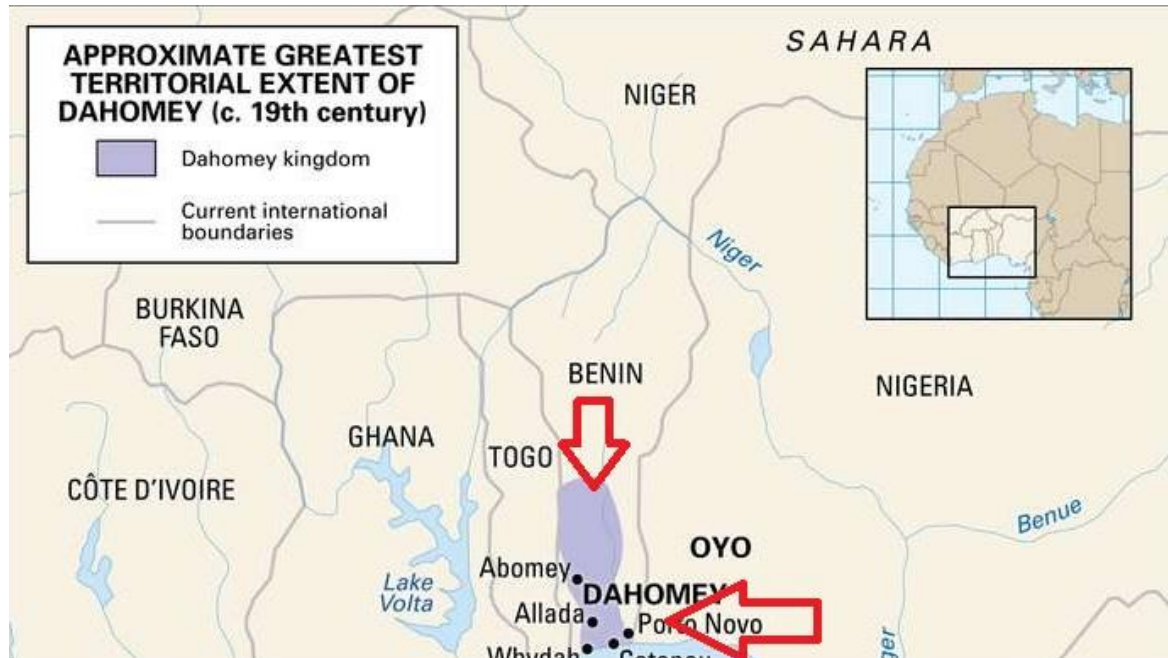 APPROXIMATE GREATEST
TERRITORIAL EXTENT OF
DAHOMEY (c. 19th century)
Dahomey kingdom
Current international
boundaries
SAHARA
NIGER
Niger
BURKINA
FASO
BENIN
NIGERIA
GHANA
TOGO
CÔTE D'IVOIRE
Benue
OYO
Abomey
Lake
Volta
DAHOMEY
Allada
Porto Novo
Whydah